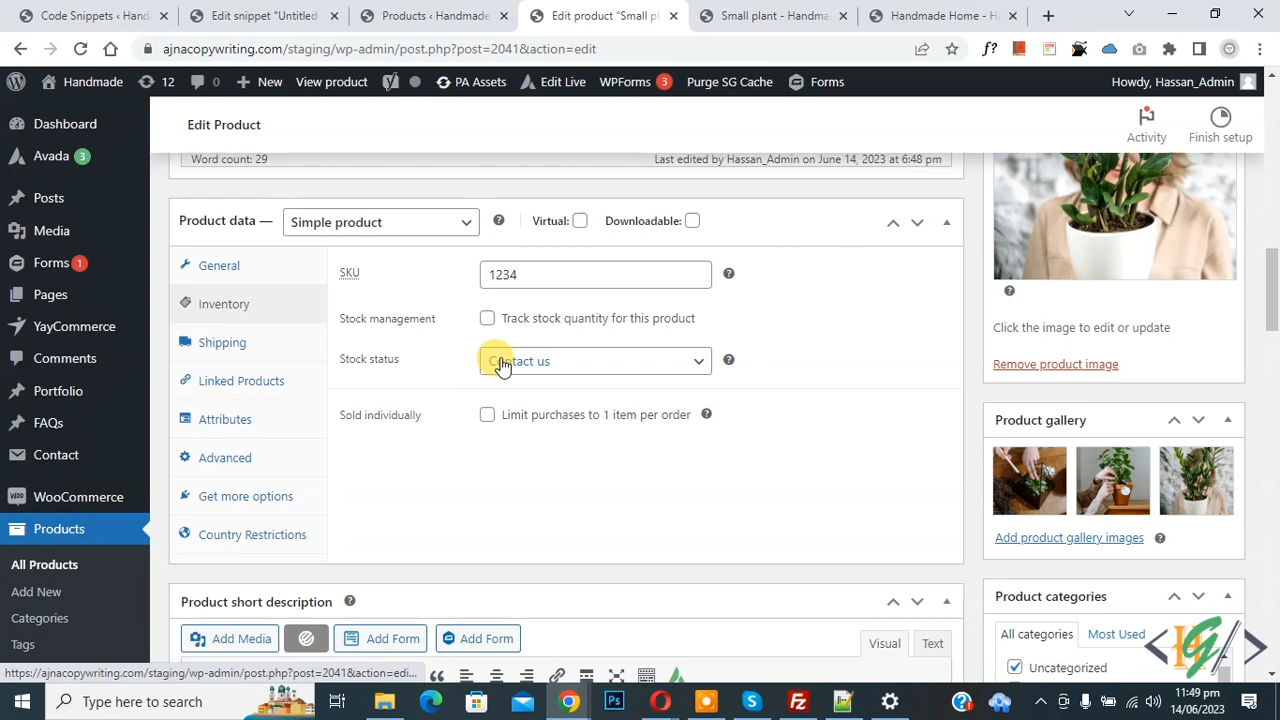 Products ‹ Handmade
Edit snippet "Untitled
Code Snippets ‹ Hand
Edit product “Small pl
Small plant - Handma
Handmade Home - H
ajnacopywriting.com/staging/wp-admin/post.php?post=2041&action=edit
Handmade 12 0 New View product PA Assets Edit Live WPForms 3 Purge SG Cache Forms Howdy, Hassan_Admin
Edit Product
Activity
Finish setup
Dashboard
Avada 3
Posts
Media
Forms 1
Pages
YayCommerce
Comments
Portfolio
FAQs
Contact
WooCommerce
Products
All Products
Add New
Categories
Tags
Word count: 29 Last edited by Hassan_Admin on June 14, 2023 at 6:48 pm
Product data — Simple product Virtual: Downloadable:
General
Inventory
Shipping
Linked Products
Attributes
Advanced
Get more options
Country Restrictions
SKU 1234
Stock management Track stock quantity for this product
Stock status Contact us
Sold individually Limit purchases to 1 item per order
Product short description
Add Media Add Form Add Form
Visual Text
Click the image to edit or update
Remove product image
Product gallery
Add product gallery images
Product categories
All categories Most Used
Uncategorized
https://ajnacopywriting.com/staging/wp-admin/post.php?post=2041&action=edi...
Type here to search
11:49 pm
14/06/2023